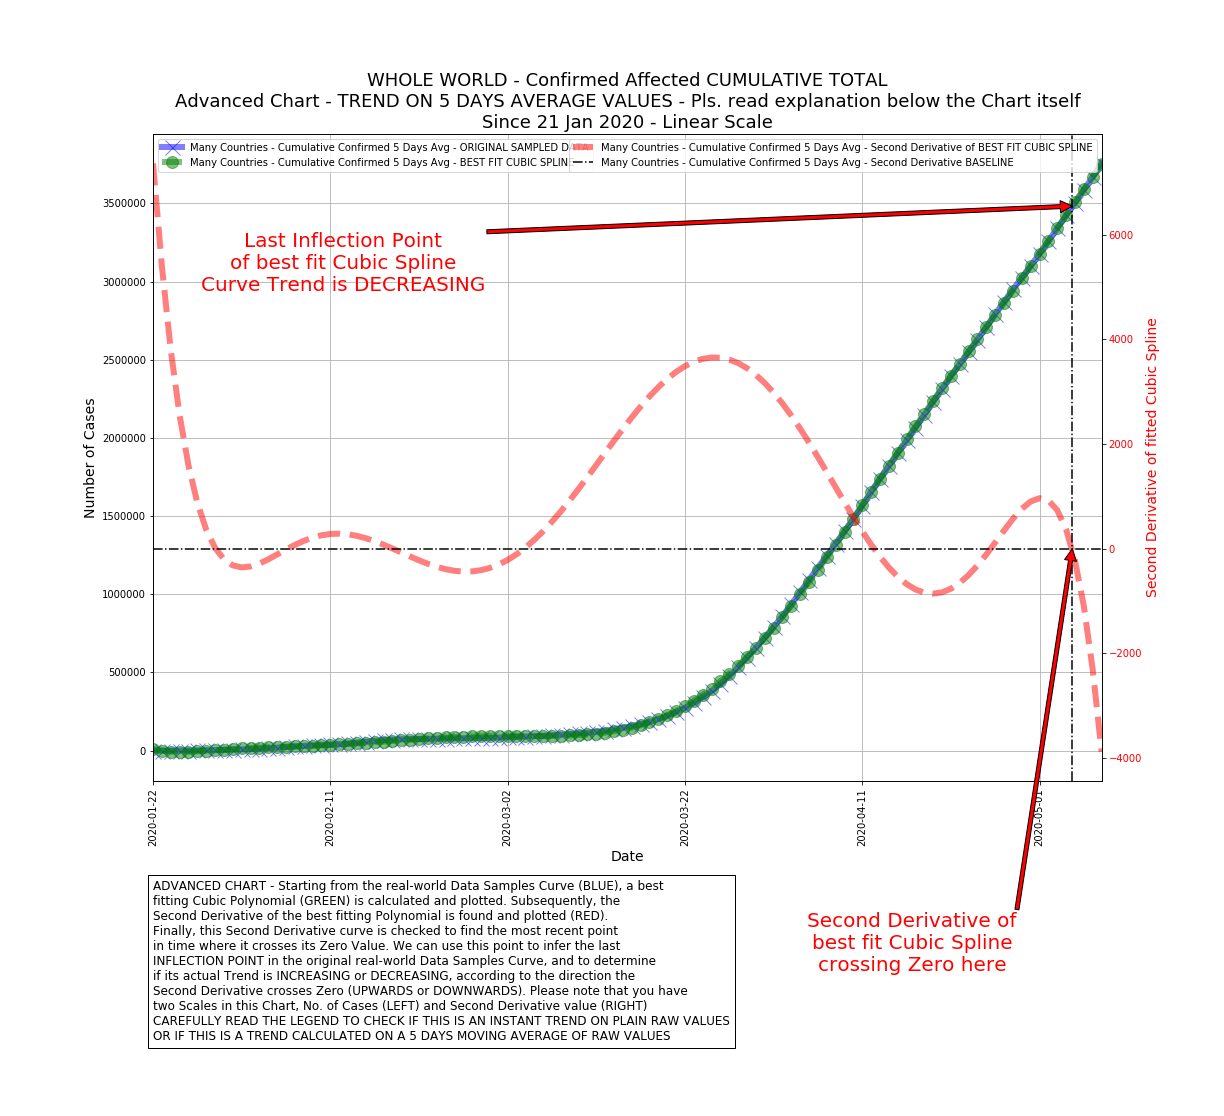 WHOLE WORLD - Confirmed Affected CUMULATIVE TOTAL
Advanced Chart - TREND ON 5 DAYS AVERAGE VALUES - Pls. read explanation below the Chart itself
Since 21 Jan 2020 - Linear Scale
Many Countries - Cumulative Confirmed 5 Days Avg - ORIGINAL SAMPLED DATA
Many Countries - Cumulative Confirmed 5 Days Avg - BEST FIT CUBIC SPLIN
Many Countries - Cumulative Confirmed 5 Days Avg - Second Derivative of BEST FIT CUBIC SPLINE
Many Countries - Cumulative Confirmed 5 Days Avg - Second Derivative BASELINE
Last Inflection Point
of best fit Cubic Spline
Curve Trend is DECREASING
Number of Cases
3500000
3000000
2500000
2000000
1500000
1000000
500000
0
6000
4000
2000
0
−2000
−4000
Second Derivative of fitted Cubic Spline
2020-01-22
2020-02-11
2020-03-02
2020-03-22
2020-04-11
2020-05-01
Date
ADVANCED CHART - Starting from the real-world Data Samples Curve (BLUE), a best
fitting Cubic Polynomial (GREEN) is calculated and plotted. Subsequently, the
Second Derivative of the best fitting Polynomial is found and plotted (RED).
Finally, this Second Derivative curve is checked to find the most recent point
in time where it crosses its Zero Value. We can use this point to infer the last
INFLECTION POINT in the original real-world Data Samples Curve, and to determine
if its actual Trend is INCREASING or DECREASING, according to the direction the
Second Derivative crosses Zero (UPWARDS or DOWNWARDS). Please note that you have
two Scales in this Chart, No. of Cases (LEFT) and Second Derivative value (RIGHT)
CAREFULLY READ THE LEGEND TO CHECK IF THIS IS AN INSTANT TREND ON PLAIN RAW VALUES
OR IF THIS IS A TREND CALCULATED ON A 5 DAYS MOVING AVERAGE OF RAW VALUES
Second Derivative of
best fit Cubic Spline
crossing Zero here